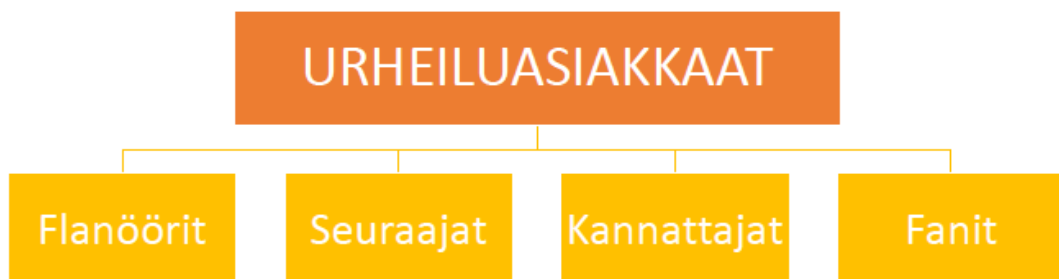 URHEILUASIAKKAAT
Flanöörit
Seuraajat
Kannattajat
Fanit